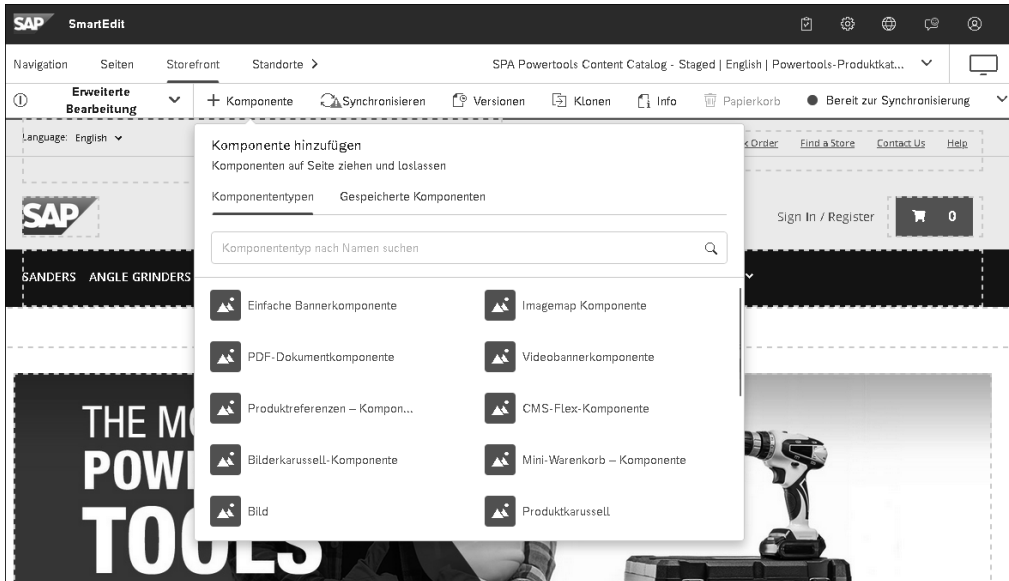 SAP SmartEdit
Navigation Seiten Storefront Standorte SPA Powertools Content Catalog - Staged | English | Powertools-Produktkat...
Erweiterte Bearbeitung Komponente Synchronisieren Versionen Klonen Info Papierkorb Bereit zur Synchronisierung
Language: English Order Find a Store Contact Us Help
Komponente hinzufügen
Komponenten auf Seite ziehen und loslassen
Komponententypen Gespeicherte Komponenten
SAP Sign In / Register 0
Komponententyp nach Namen suchen
SANDERS ANGLE GRINDERS
Einfache Bannerkomponente Imagemap Komponente
PDF-Dokumentkomponente Videobannerkomponente
Produktreferenzen – Kompon... CMS-Flex-Komponente
Bilderkarussell-Komponente Mini-Warenkorb – Komponente
Bild Produktkarussell
THE MO
POW
TOOLS